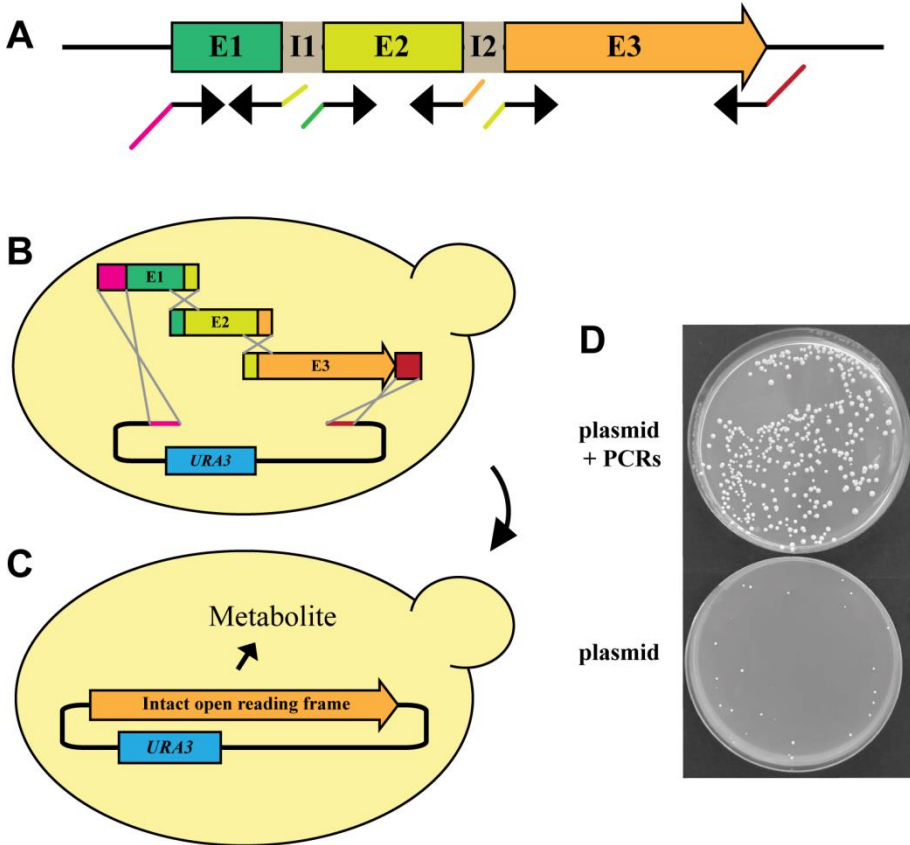 A
E1 I1 E2 I2 E3
B
E1
E2
E3
URA3
C
Metabolite
Intact open reading frame
URA3
D
plasmid
+ PCRs
plasmid